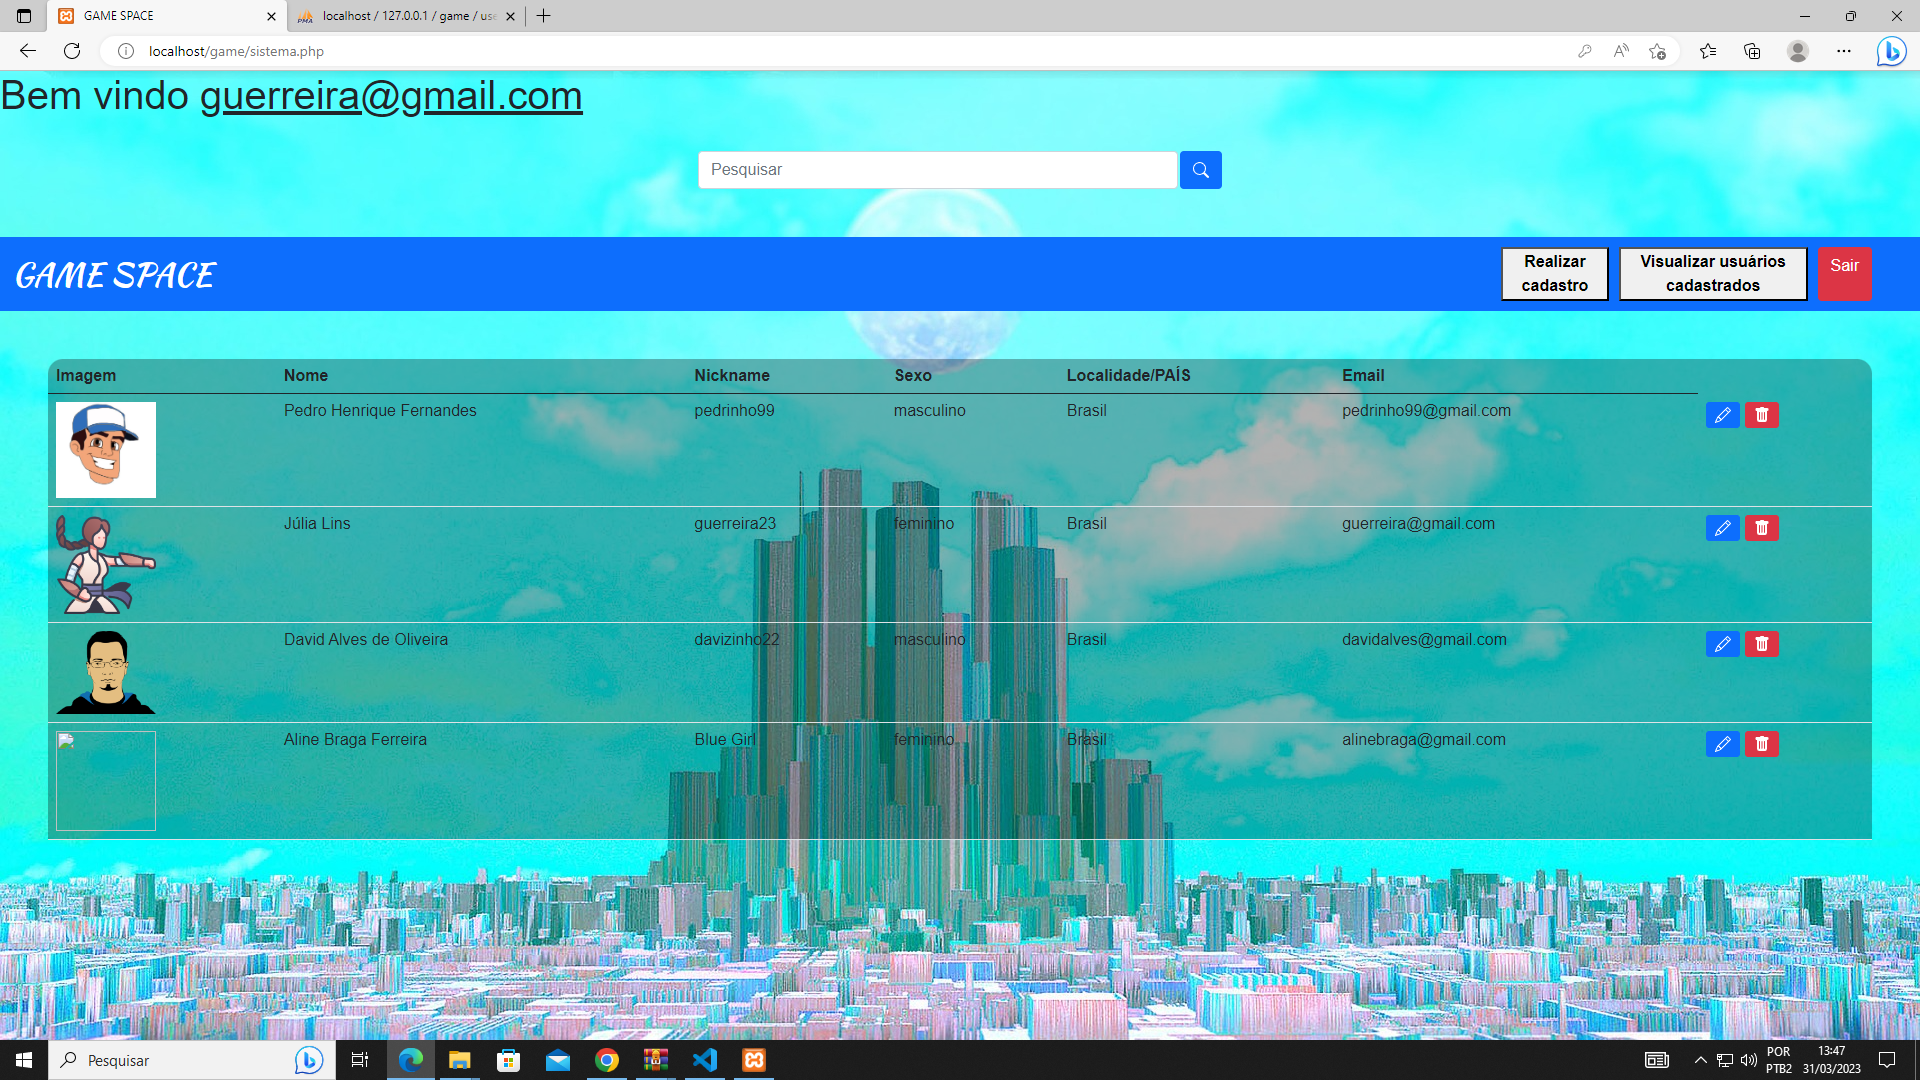 GAME SPACE
localhost / 127.0.0.1 / game / use
localhost/game/sistema.php
Bem vindo guerreira@gmail.com
Pesquisar
GAME SPACE
Realizar cadastro
Visualizar usuários cadastrados
Sair
Imagem Nome Nickname Sexo Localidade/PAÍS Email
Pedro Henrique Fernandes pedrinho99 masculino Brasil pedrinho99@gmail.com
Júlia Lins guerreira23 feminino Brasil guerreira@gmail.com
David Alves de Oliveira davizinho22 masculino Brasil davidalves@gmail.com
Aline Braga Ferreira Blue Girl feminino Brasil alinebraga@gmail.com
Pesquisar
POR
PTB2
13:47
31/03/2023